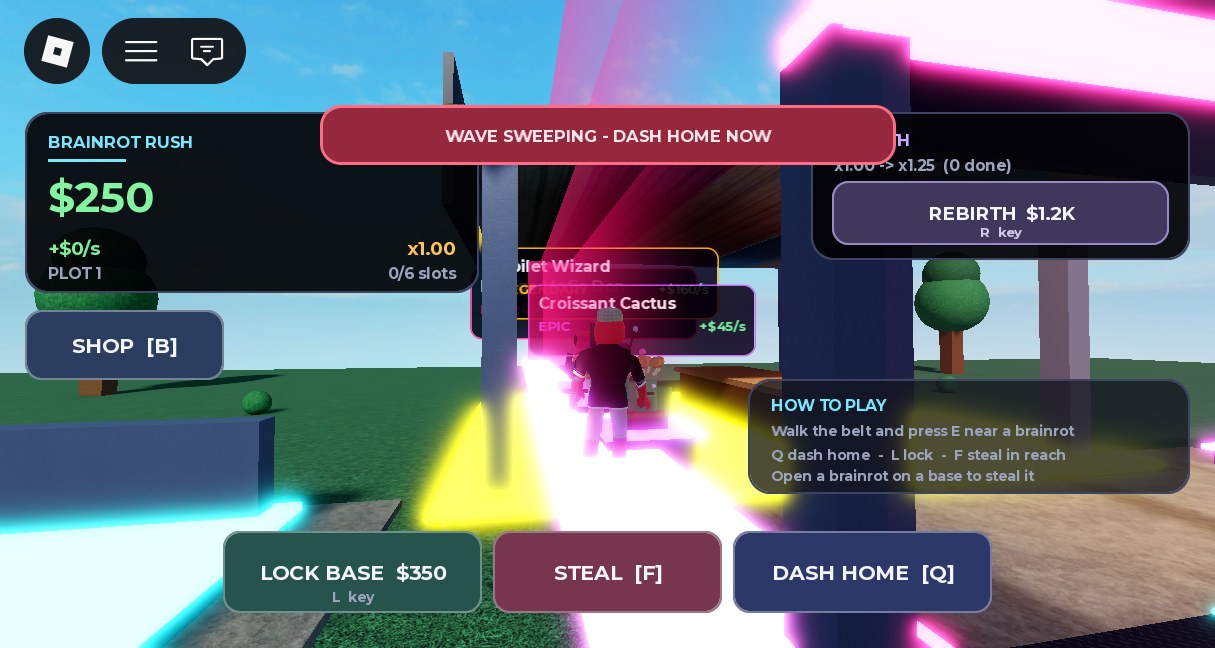 WAVE SWEEPING - DASH HOME NOW
BRAINROT RUSH
$250
+$0/s
x1.00
PLOT 1
0/6 slots
x1.00 -> x1.25 (0 done)
REBIRTH $1.2K
R key
SHOP [B]
Wizard
+$160/s
Croissant Cactus
EPIC
+$45/s
HOW TO PLAY
Walk the belt and press E near a brainrot
Q dash home - L lock - F steal in reach
Open a brainrot on a base to steal it
LOCK BASE $350
L key
STEAL [F]
DASH HOME [Q]